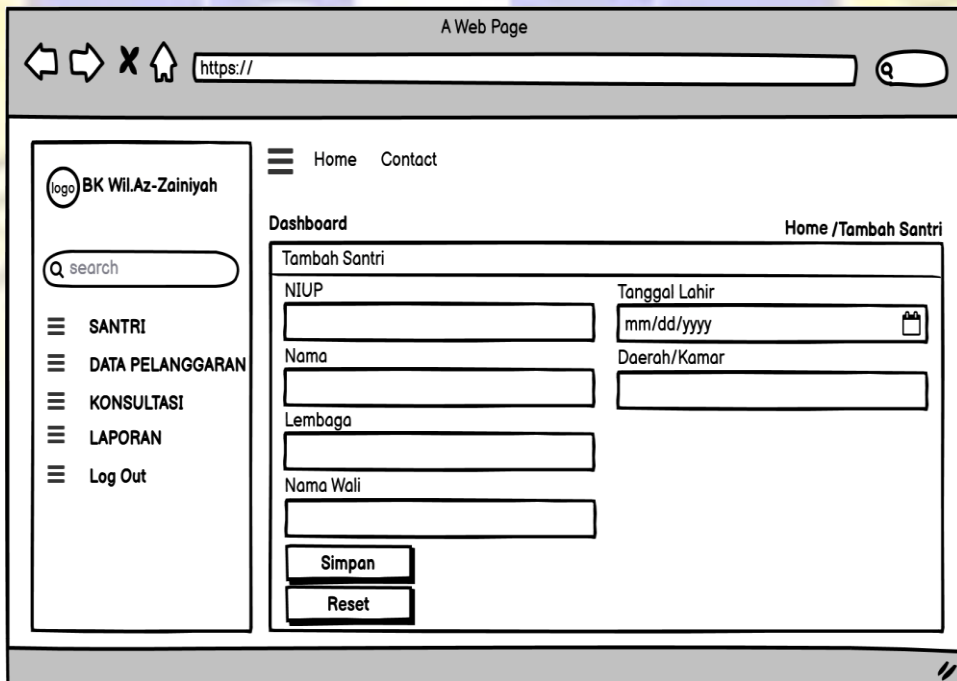 A Web Page
https://
logo BK Wil.Az-Zainiyah
search
SANTRI
DATA PELANGGARAN
KONSULTASI
LAPORAN
Log Out
Home Contact
Dashboard
Home /Tambah Santri
Tambah Santri
NIUP
Nama
Lembaga
Nama Wali
Simpan
Reset
Tanggal Lahir
mm/dd/yyyy
Daerah/Kamar